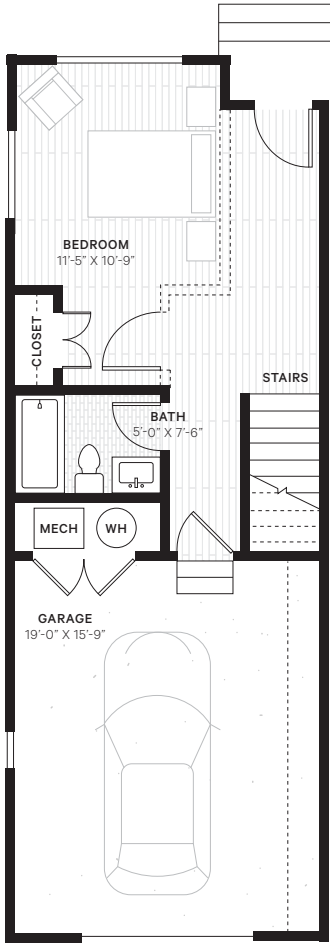 BEDROOM
11'-5" X 10'-9"
CLOSET
STAIRS
BATH
5'-0" X 7'-6"
MECH
WH
GARAGE
19'-0" X 15'-9"